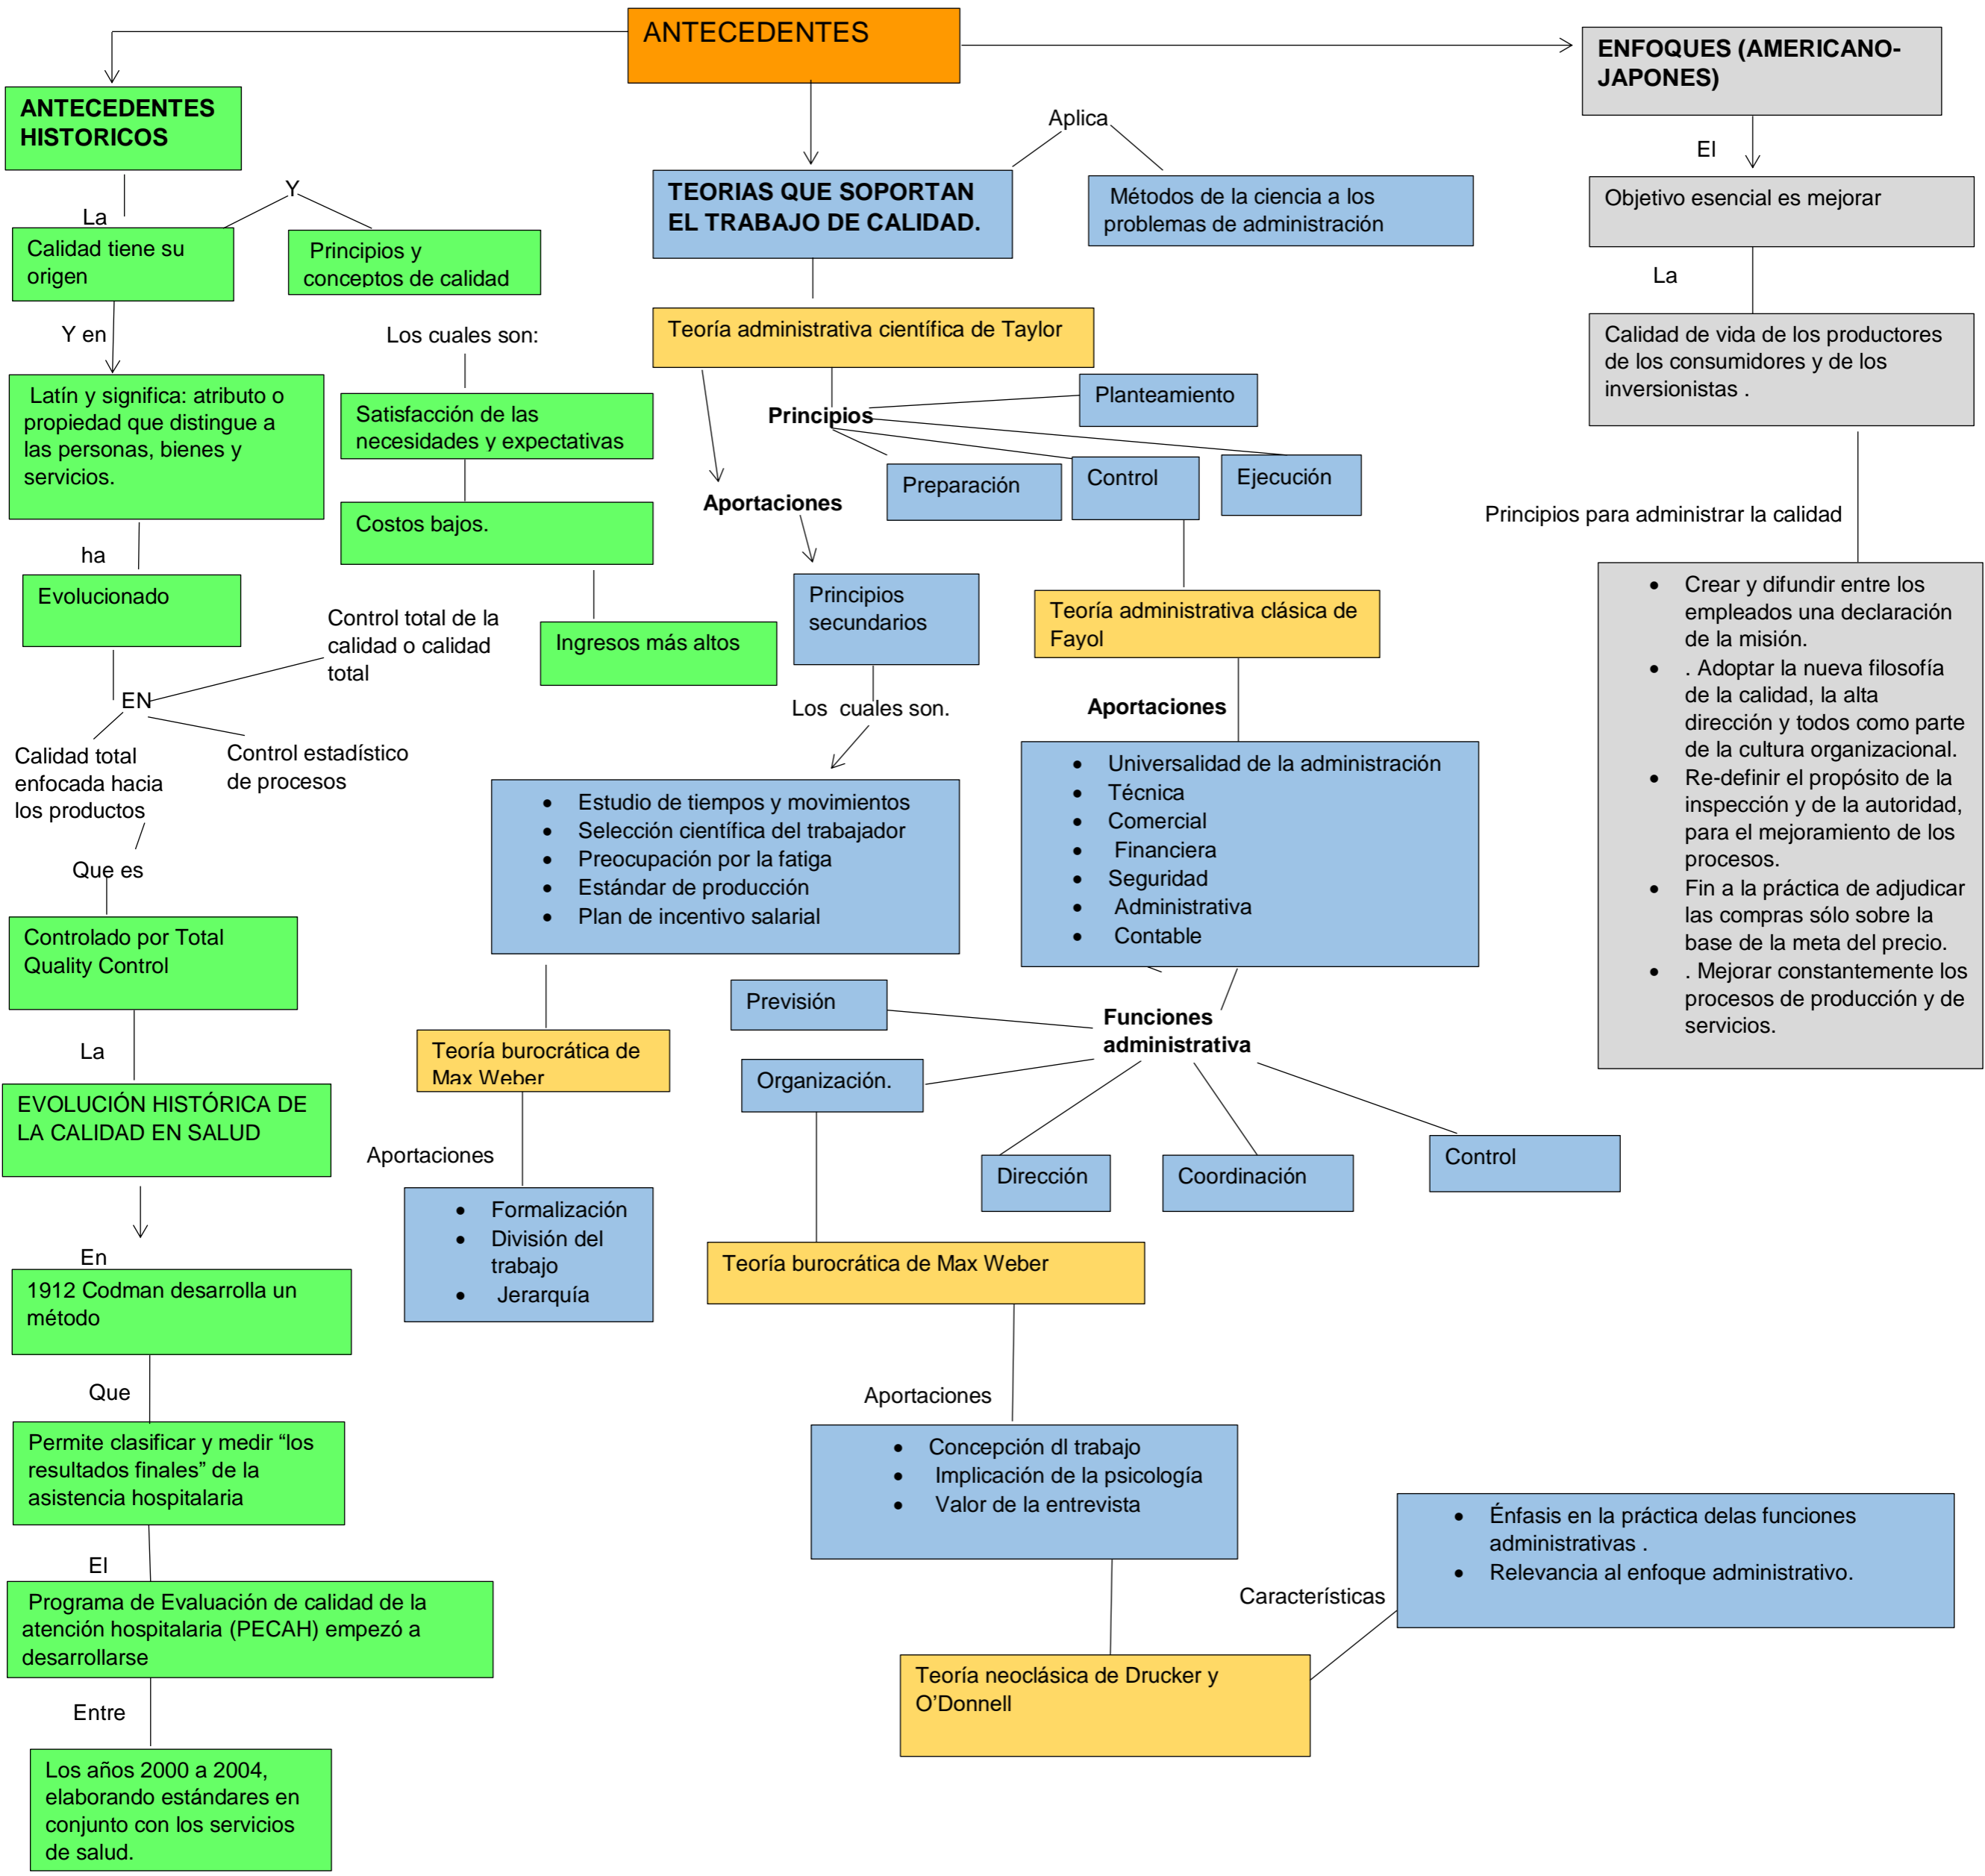 ANTECEDENTES
ANTECEDENTES
HISTORICOS
La
Y
Calidad tiene su
origen
Principios y
conceptos de calidad
Y en
Los cuales son:
Latín y significa: atributo o
propiedad que distingue a
las personas, bienes y
servicios.
Satisfacción de las
necesidades y expectativas
Costos bajos.
Ingresos más altos
ha
Evolucionado
EN
Control total de la
calidad o calidad
total
Calidad total
enfocada hacia
los productos
Control estadístico
de procesos
Que es
Controlado por Total
Quality Control
La
EVOLUCIÓN HISTÓRICA DE
LA CALIDAD EN SALUD
En
1912 Codman desarrolla un
método
Que
Permite clasificar y medir “los
resultados finales” de la
asistencia hospitalaria
El
Programa de Evaluación de calidad de la
atención hospitalaria (PECAH) empezó a
desarrollarse
Entre
Los años 2000 a 2004,
elaborando estándares en
conjunto con los servicios
de salud.
TEORIAS QUE SOPORTAN
EL TRABAJO DE CALIDAD.
Aplica
Métodos de la ciencia a los
problemas de administración
Teoría administrativa científica de Taylor
Principios
Planteamiento
Preparación
Control
Ejecución
Aportaciones
Principios
secundarios
Los cuales son.
• Estudio de tiempos y movimientos
• Selección científica del trabajador
• Preocupación por la fatiga
• Estándar de producción
• Plan de incentivo salarial
Teoría burocrática de
Max Weber
Aportaciones
• Formalización
• División del
trabajo
• Jerarquía
Teoría administrativa clásica de
Fayol
Aportaciones
• Universalidad de la administración
• Técnica
• Comercial
• Financiera
• Seguridad
• Administrativa
• Contable
Funciones
administrativa
Previsión
Organización.
Dirección
Coordinación
Control
Teoría burocrática de Max Weber
Aportaciones
• Concepción dl trabajo
• Implicación de la psicología
• Valor de la entrevista
Teoría neoclásica de Drucker y
O’Donnell
Características
• Énfasis en la práctica delas funciones
administrativas .
• Relevancia al enfoque administrativo.
ENFOQUES (AMERICANO-
JAPONES)
El
Objetivo esencial es mejorar
La
Calidad de vida de los productores
de los consumidores y de los
inversionistas .
Principios para administrar la calidad
• Crear y difundir entre los
empleados una declaración
de la misión.
• . Adoptar la nueva filosofía
de la calidad, la alta
dirección y todos como parte
de la cultura organizacional.
• Re-definir el propósito de la
inspección y de la autoridad,
para el mejoramiento de los
procesos.
• Fin a la práctica de adjudicar
las compras sólo sobre la
base de la meta del precio.
• . Mejorar constantemente los
procesos de producción y de
servicios.